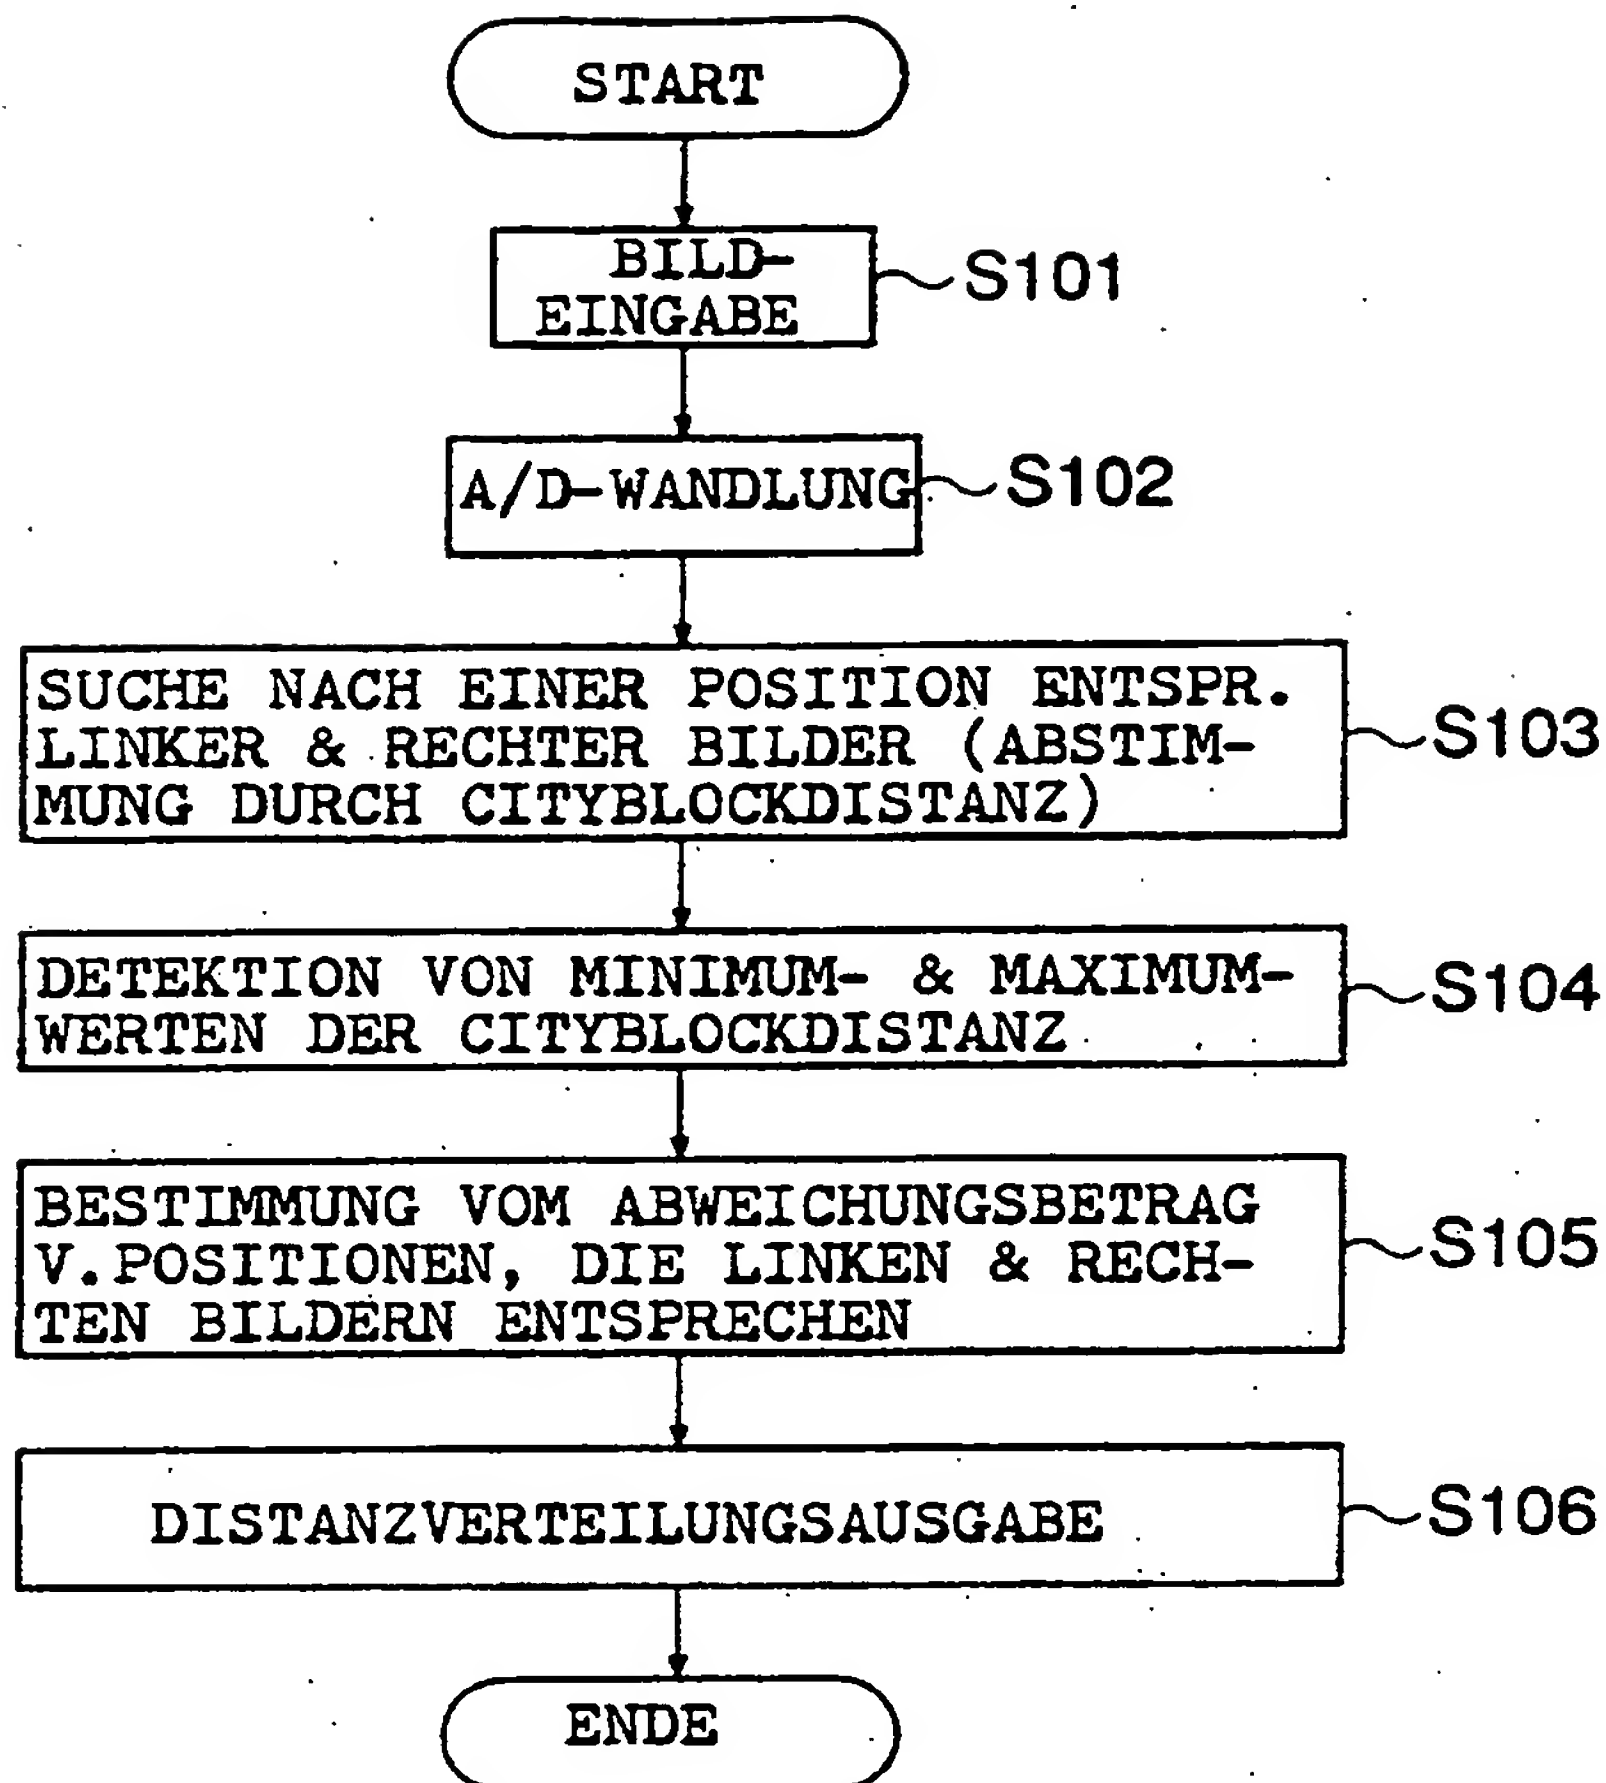 START
BILD-
EINGABE
S101
A/D-WANDLUNG
S102
SUCHE NACH EINER POSITION ENTSPR.
LINKER & RECHTER BILDER (ABSTIM-
MUNG DURCH CITYBLOCKDISTANZ)
S103
DETEKTION VON MINIMUM- & MAXIMUM-
WERTEN DER CITYBLOCKDISTANZ
S104
BESTIMMUNG VOM ABWEICHUNGSBETRAG
V.POSITIONEN, DIE LINKEN & RECH-
TEN BILDERN ENTSPRECHEN
S105
DISTANZVERTEILUNGSAUSGABE
S106
ENDE